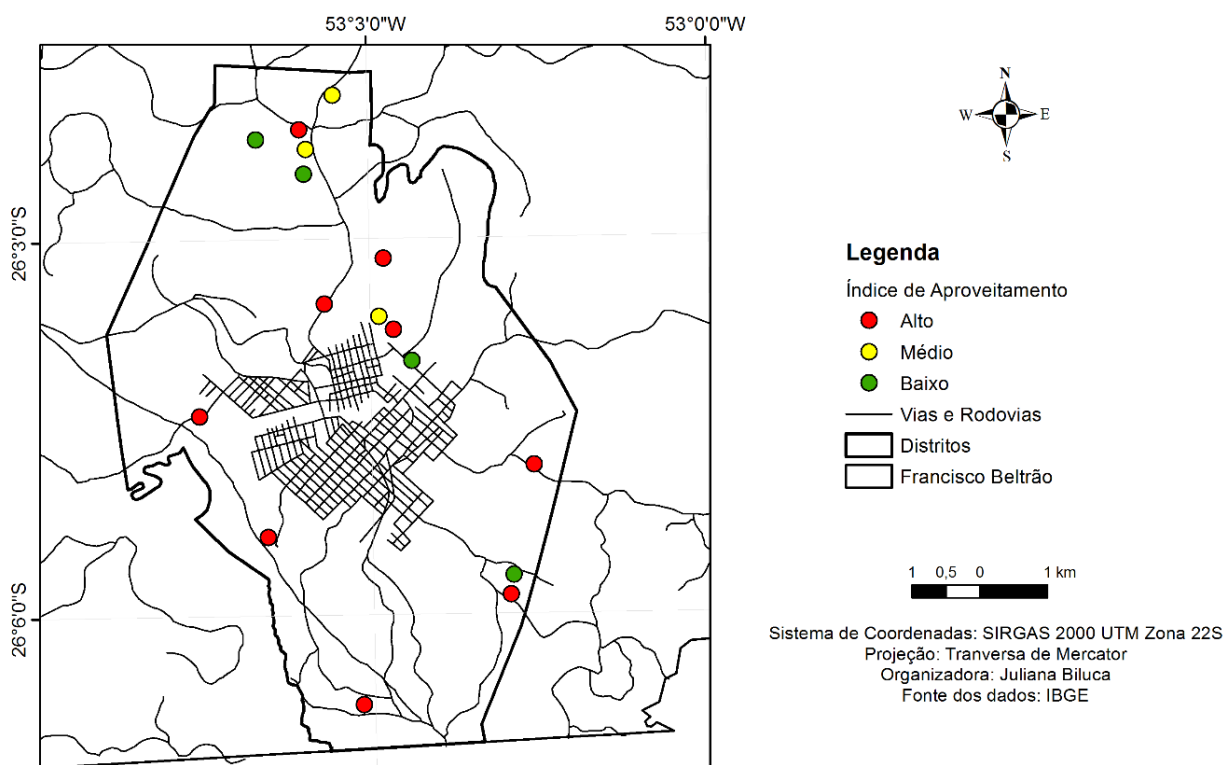 53°3'0"W
53°0'0"W
26°3'0"S
26°6'0"S
N
W
E
S
Legenda
Índice de Aproveitamento
Alto
Médio
Baixo
Vias e Rodovias
Distritos
Francisco Beltrão
1 0,5 0 1 km
Sistema de Coordenadas: SIRGAS 2000 UTM Zona 22S
Projeção: Tranversa de Mercator
Organizadora: Juliana Biluca
Fonte dos dados: IBGE